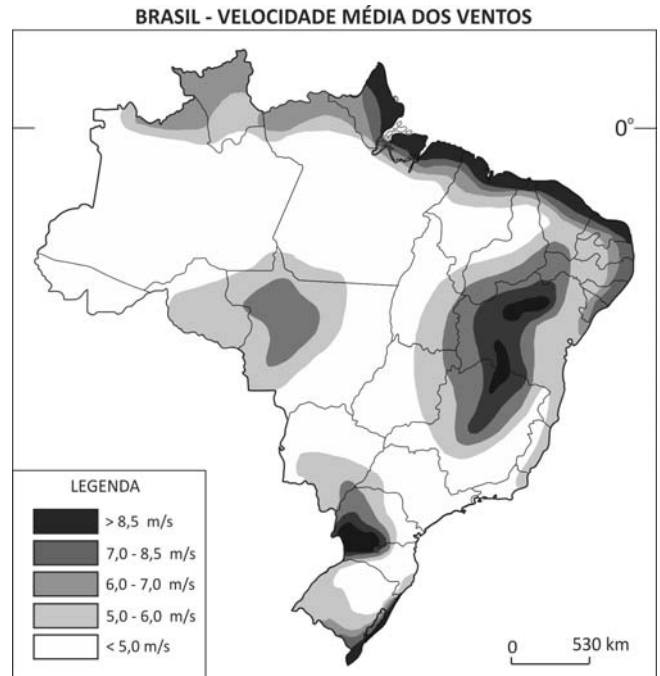 BRASIL - VELOCIDADE MÉDIA DOS VENTOS
0°
LEGENDA
> 8,5 m/s
7,0 - 8,5 m/s
6,0 - 7,0 m/s
5,0 - 6,0 m/s
< 5,0 m/s
0 530 km